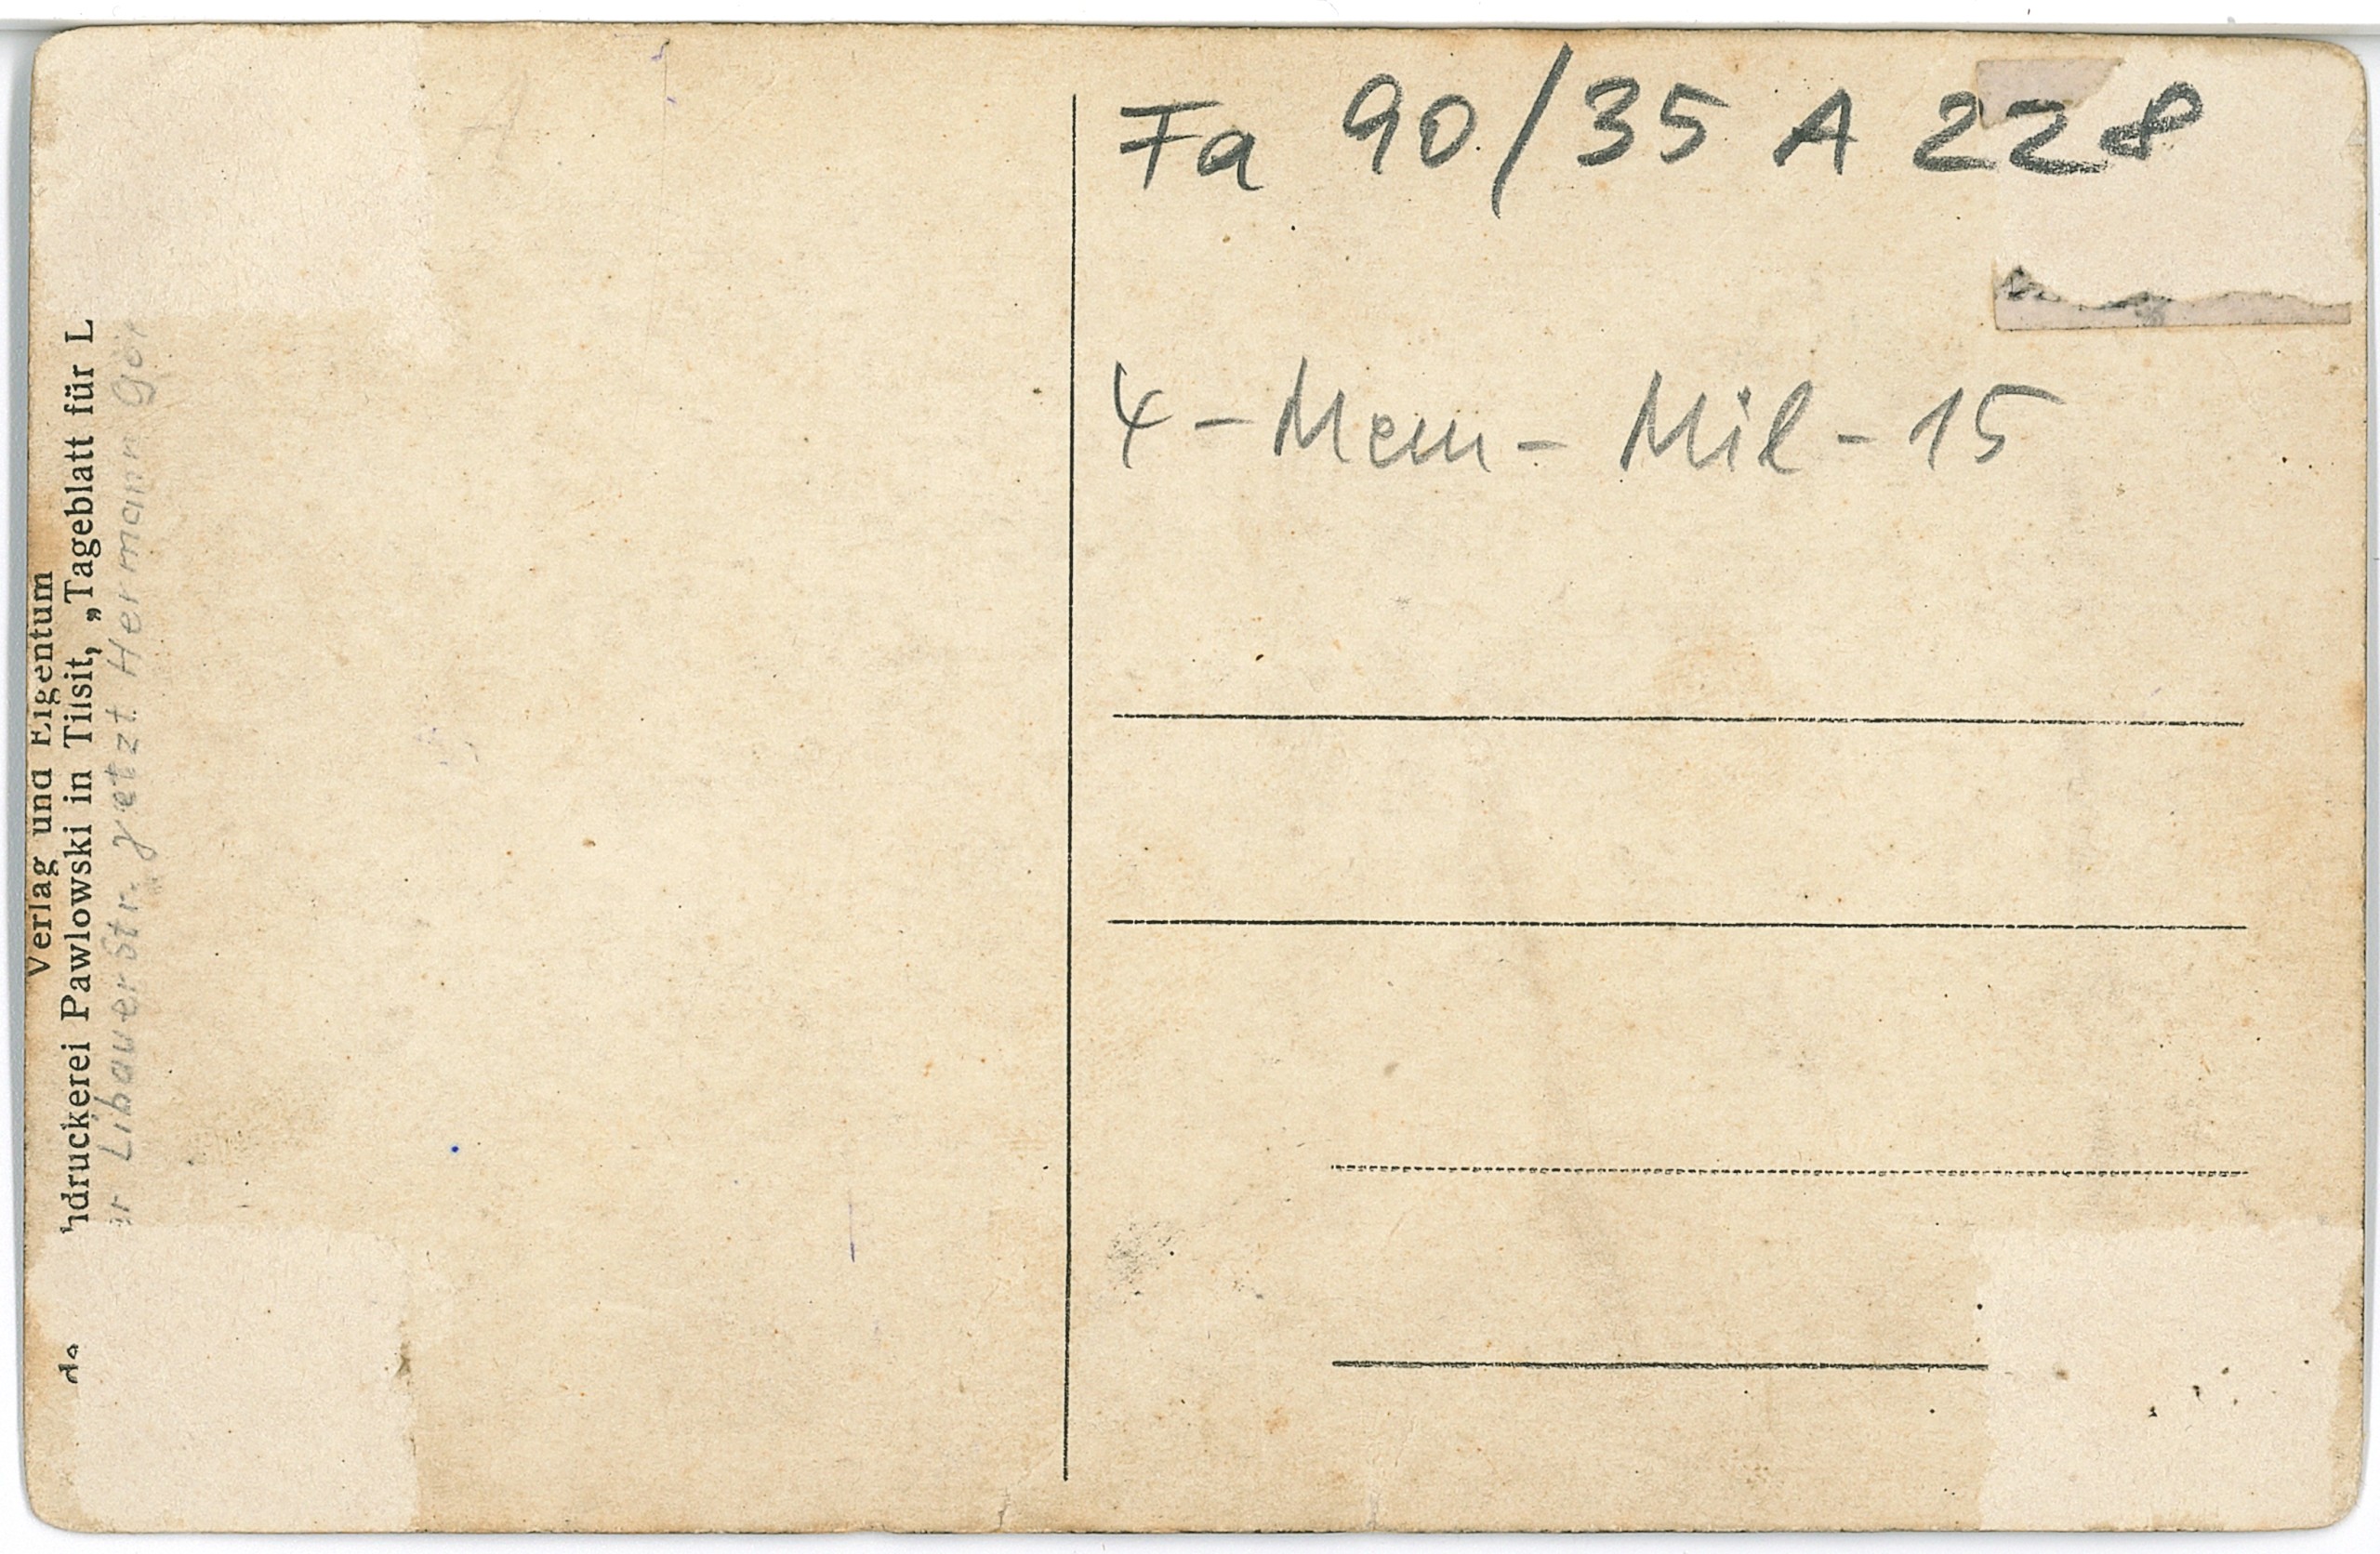 Fa 90/35 A 228
4 - Mem - Mil - 15
Verlag und Eigentum
druckerei Pawlowski in Tilsit, „Tageblatt für L
Libauerstr. jetzt Hermann Gör